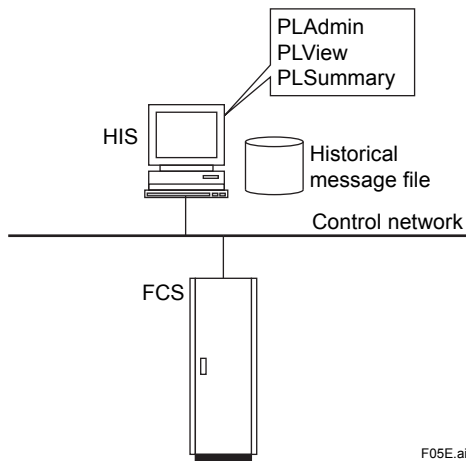 PLAdmin
PLView
PLSummary
HIS
Historical
message file
Control network
FCS
F05E.ai